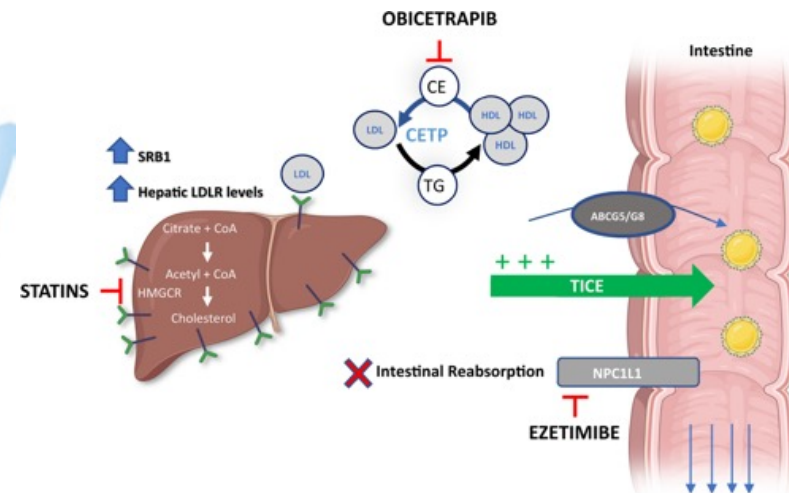 OBICETRAPIB
Intestine
CE
LDL
CETP
HDL
HDL
HDL
TG
SRB1
Hepatic LDLR levels
LDL
ABCG5/G8
Citrate + CoA
Acetyl + CoA
STATINS
HMGCR
Cholesterol
+ + +
TICE
Intestinal Reabsorption
NPC1L1
EZETIMIBE